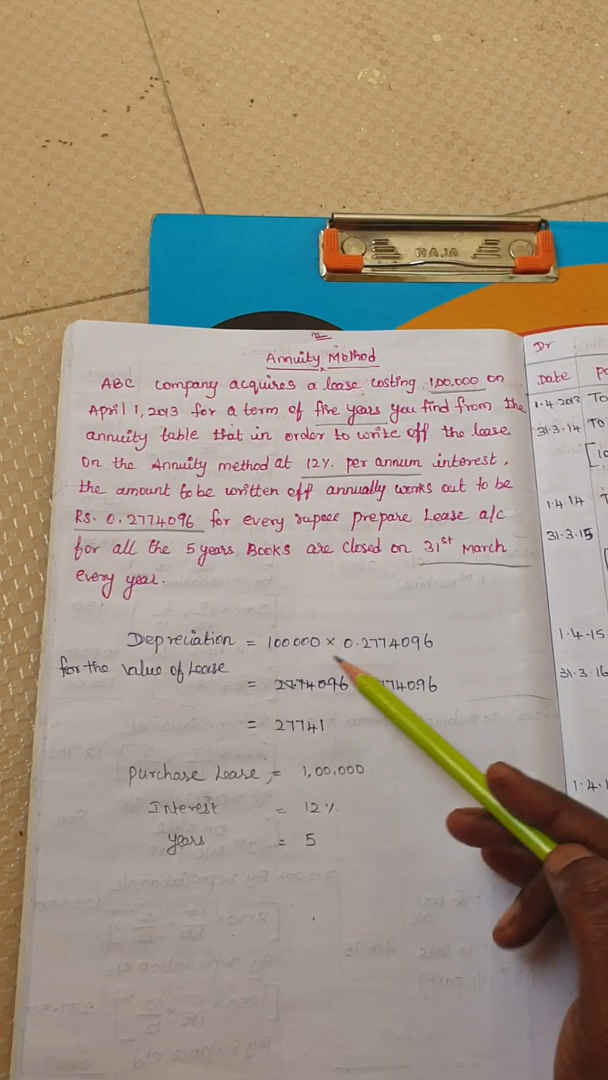 RAJA
Annuity Method
ABC company acquires a lease costing 1,00,000 on
April 1, 2013 for a term of five years you find from the
annuity table that in order to write off the lease
on the Annuity method at 12%. per annum interest,
the amount to be written off annually works out to be
RS. 0.2774096 for every rupee prepare Lease a/c
for all the 5 years Books are closed on 31st March
every year.
Depreciation = 100000 × 0.2774096
for the value of Lease
= 2774096
= 27741
purchase Lease, = 1,00,000
Interest = 12%
years = 5
Dr
Date
1.4.2013 To
31.3.14 To
1.4.14
31.3.15
1.4.15
31.3.16